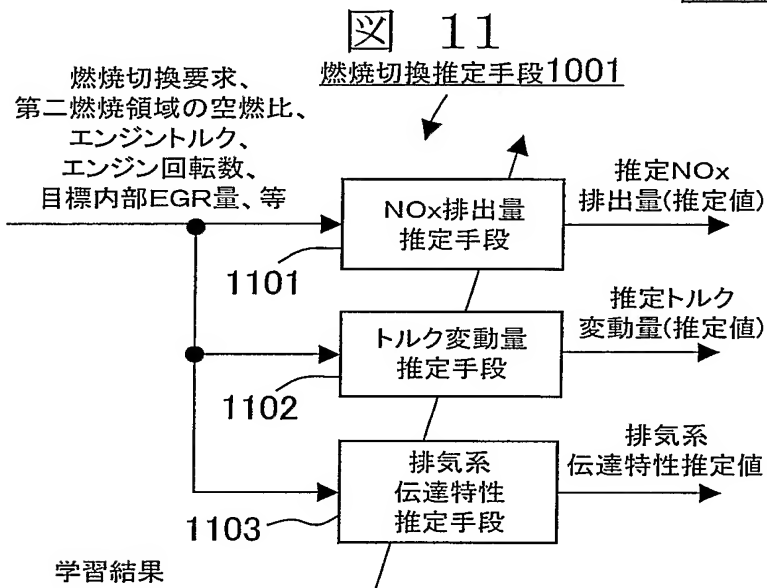 図 11
燃焼切換推定手段1001
燃焼切換要求、
第二燃焼領域の空燃比、
エンジントルク、
エンジン回転数、
目標内部EGR量、等
NOx排出量
推定手段
1101
推定NOx
排出量(推定値)
トルク変動量
推定手段
1102
推定トルク
変動量(推定値)
排気系
伝達特性
推定手段
1103
排気系
伝達特性推定値
学習結果